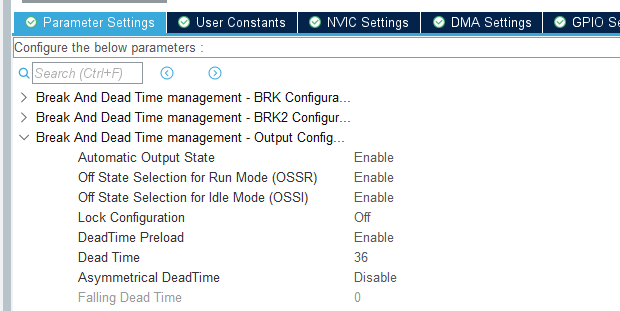 Parameter Settings User Constants NVIC Settings DMA Settings GPIO Se
Configure the below parameters :
Search (Ctrl+F)
Break And Dead Time management - BRK Configura...
Break And Dead Time management - BRK2 Configur...
Break And Dead Time management - Output Config...
Automatic Output State Enable
Off State Selection for Run Mode (OSSR) Enable
Off State Selection for Idle Mode (OSSI) Enable
Lock Configuration Off
DeadTime Preload Enable
Dead Time 36
Asymmetrical DeadTime Disable
Falling Dead Time 0